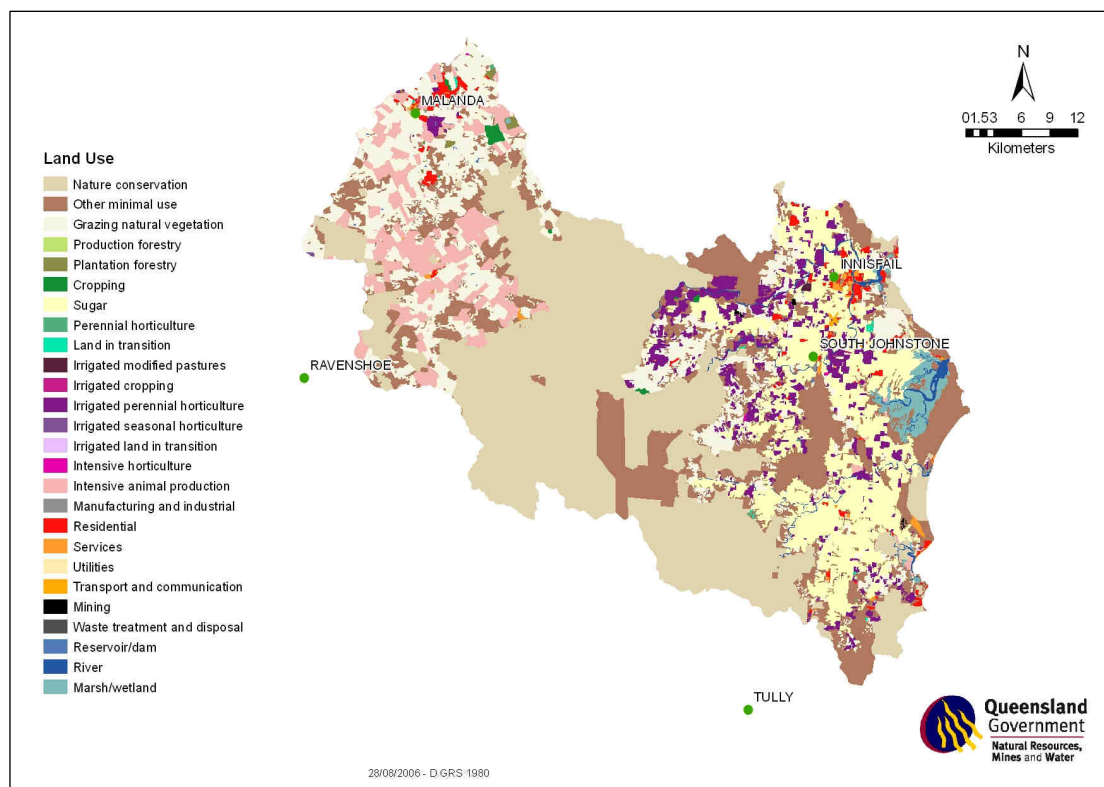 N
01.53 6 9 12
Kilometers
MALANDA
INNISFAIL
SOUTH JOHNSTONE
RAVENSHOE
TULLY
Land Use
Nature conservation
Other minimal use
Grazing natural vegetation
Production forestry
Plantation forestry
Cropping
Sugar
Perennial horticulture
Land in transition
Irrigated modified pastures
Irrigated cropping
Irrigated perennial horticulture
Irrigated seasonal horticulture
Irrigated land in transition
Intensive horticulture
Intensive animal production
Manufacturing and industrial
Residential
Services
Utilities
Transport and communication
Mining
Waste treatment and disposal
Reservoir/dam
River
Marsh/wetland
Queensland
Government
Natural Resources,
Mines and Water
28/08/2006 - D GRS 1980